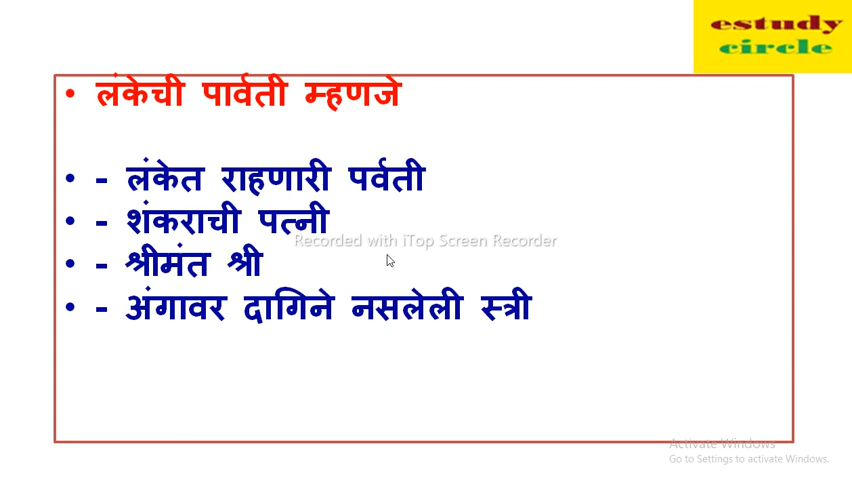 estudy
circle
• लंकेची पार्वती म्हणजे
• - लंकेत राहणारी पर्वती
• - शंकराची पत्नी
Recorded with iTop Screen Recorder
• - श्रीमंत श्री
• - अंगावर दागिने नसलेली स्त्री
Activate Windows
Go to Settings to activate Windows.